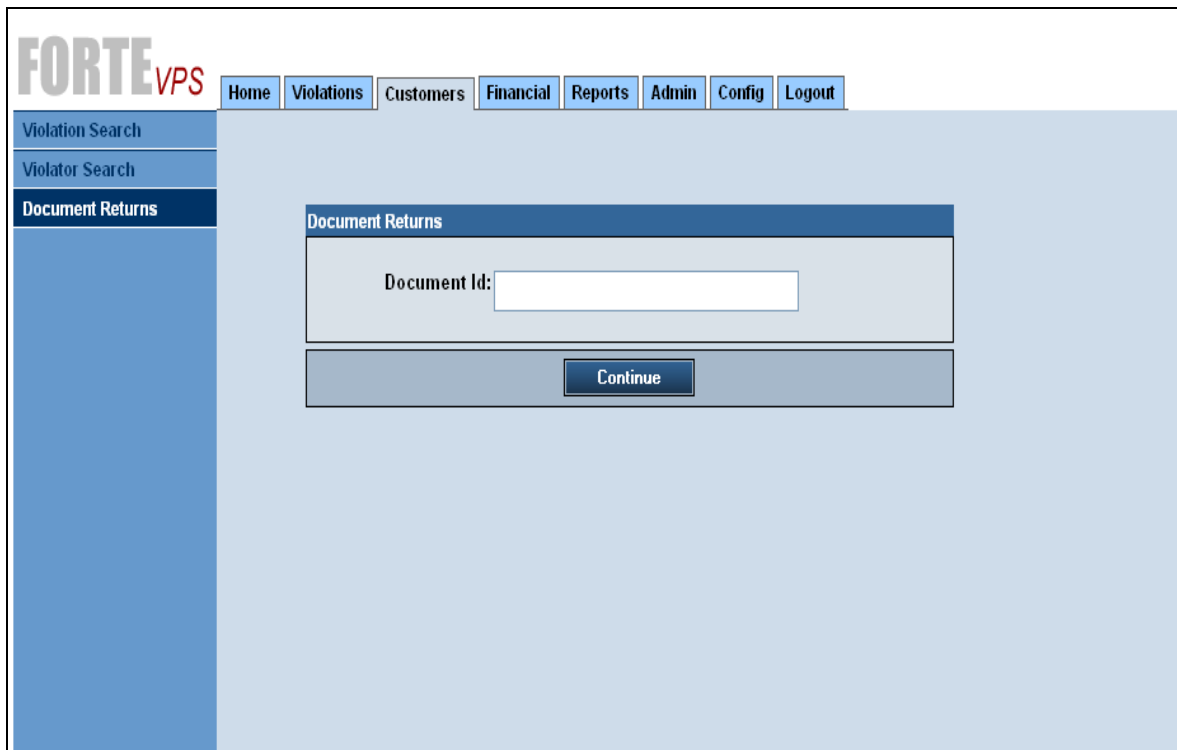 FORTE VPS
Home Violations Customers Financial Reports Admin Config Logout
Violation Search
Violator Search
Document Returns
Document Returns
Document Id:
Continue